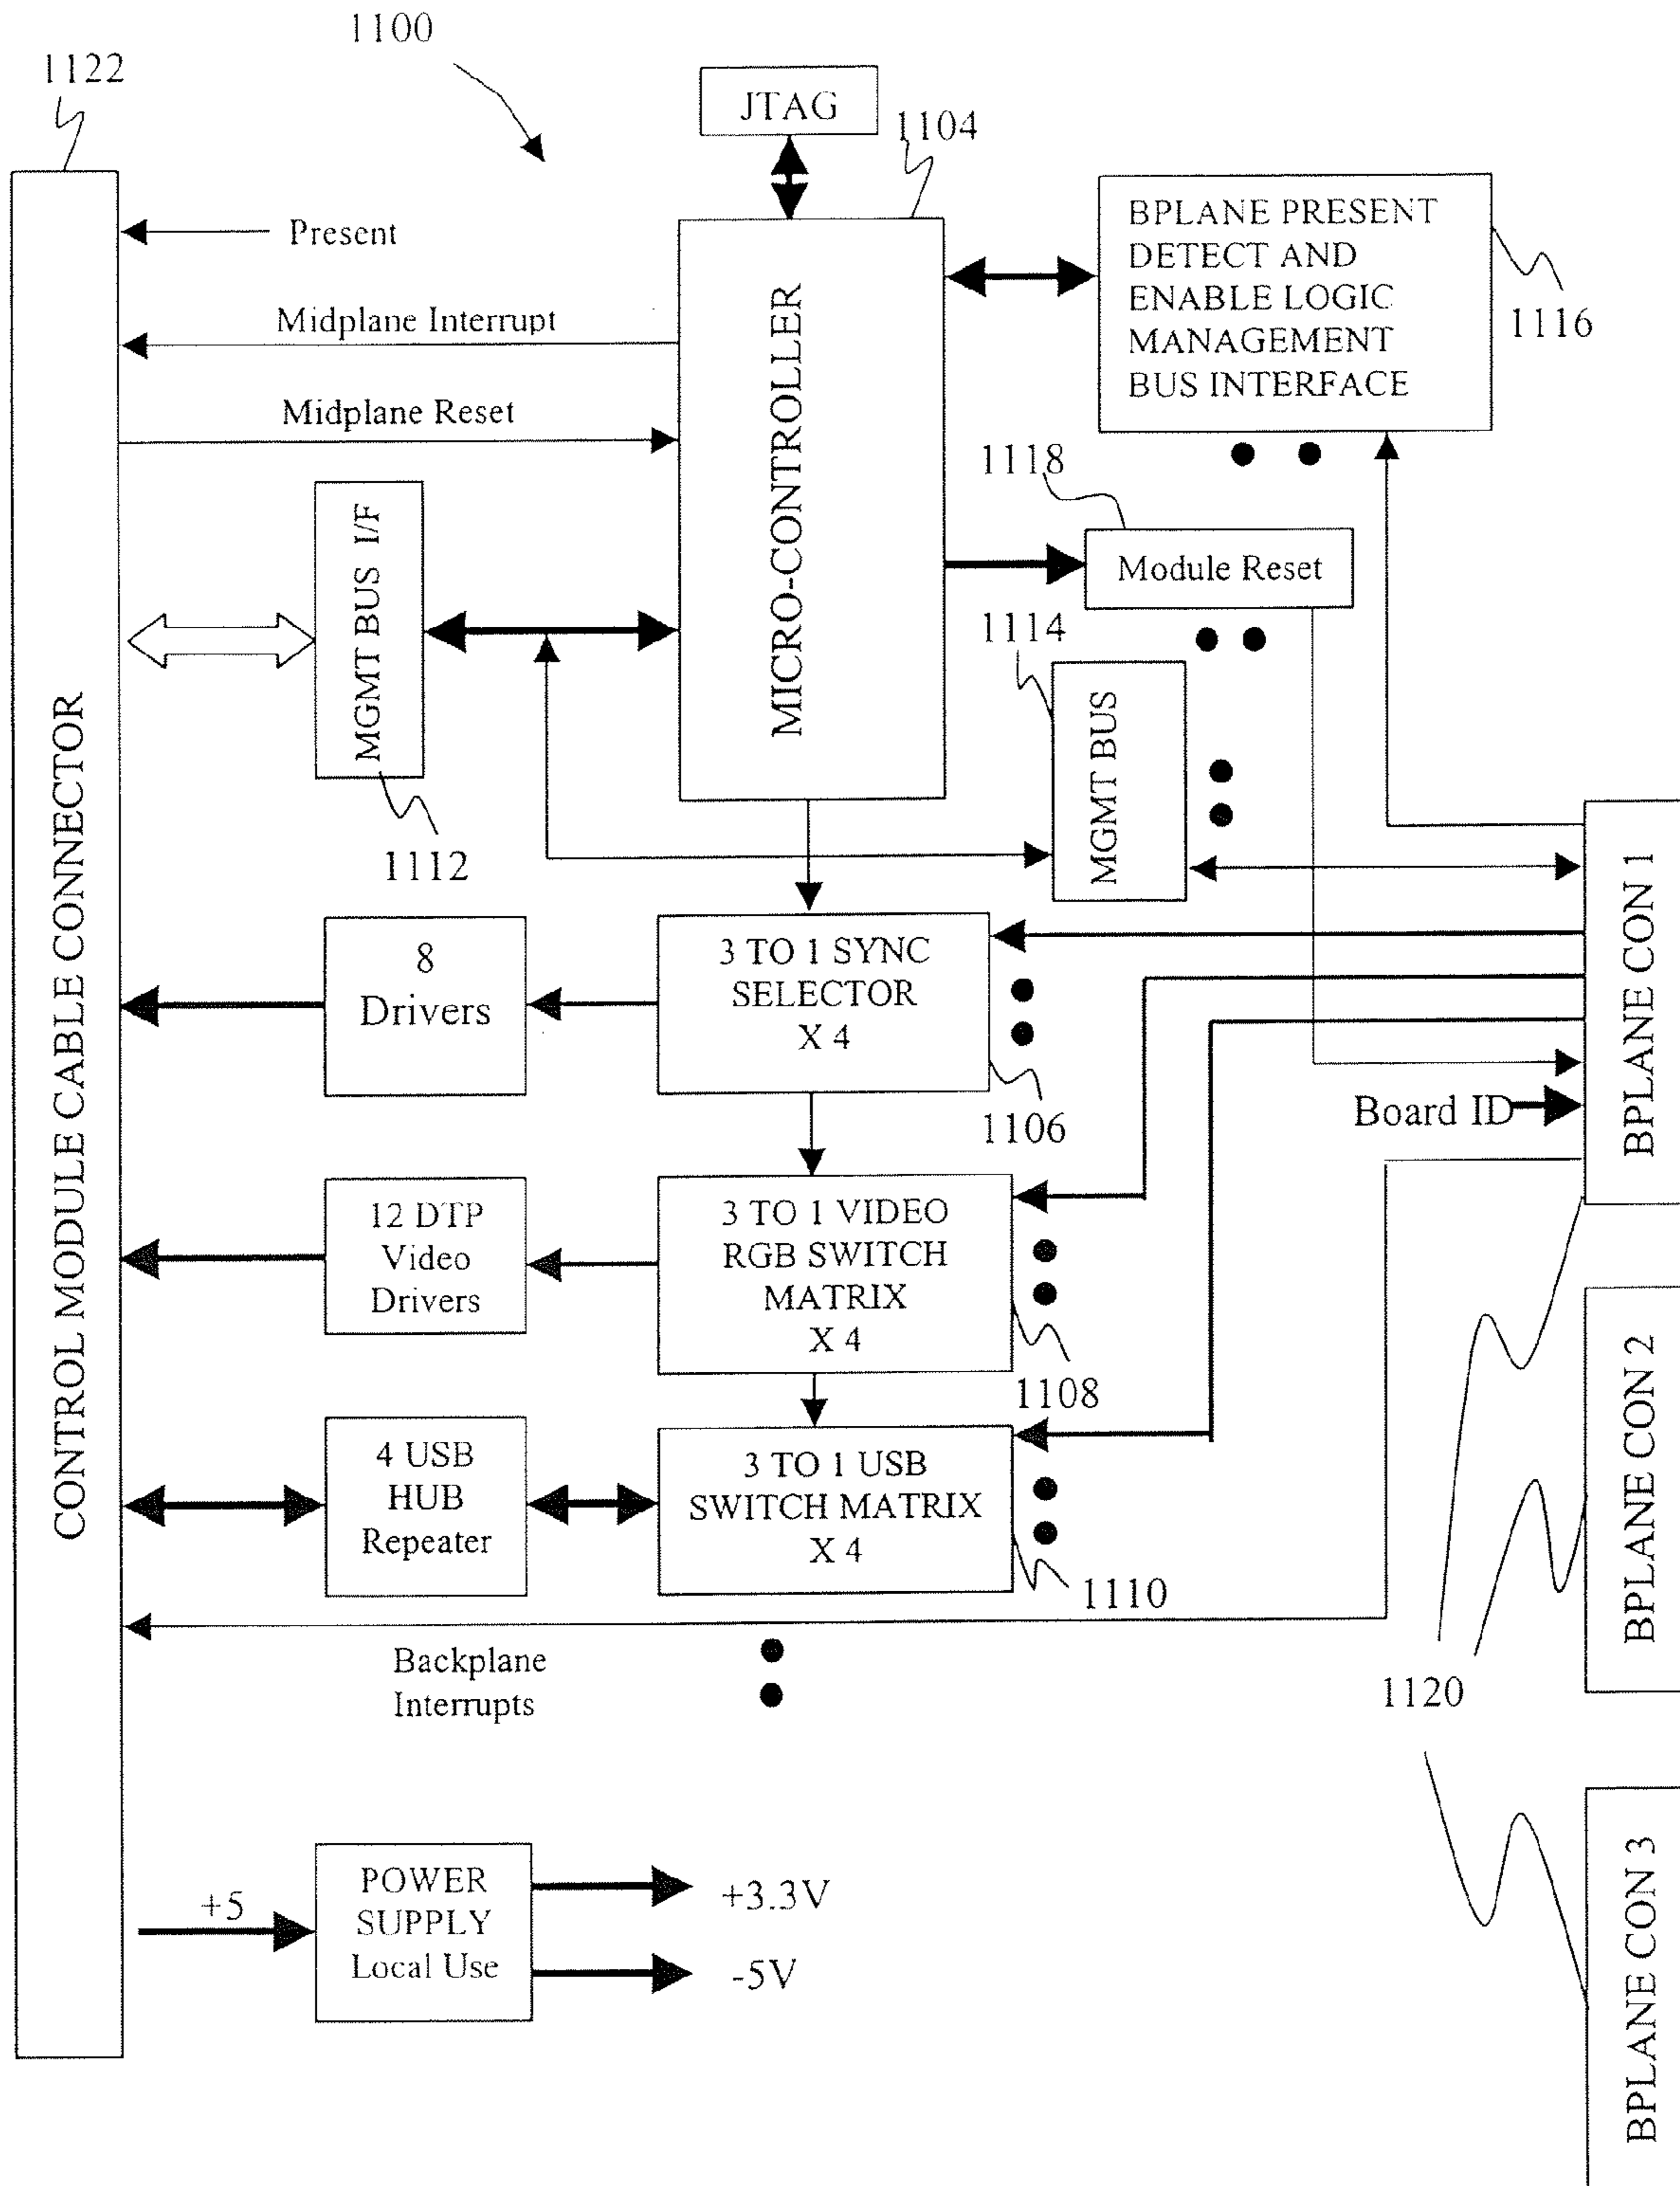 1100
1122
JTAG
1104
Present
BPLANE PRESENT
DETECT AND
ENABLE LOGIC
MANAGEMENT
BUS INTERFACE
1116
Midplane Interrupt
Midplane Reset
MICRO-CONTROLLER
1118
Module Reset
MGMT BUS I/F
1112
1114
MGMT BUS
CONTROL MODULE CABLE CONNECTOR
8
Drivers
3 TO 1 SYNC
SELECTOR
X 4
1106
BPLANE CON 1
Board ID
12 DTP
Video
Drivers
3 TO 1 VIDEO
RGB SWITCH
MATRIX
X 4
1108
4 USB
HUB
Repeater
3 TO 1 USB
SWITCH MATRIX
X 4
1110
BPLANE CON 2
Backplane
Interrupts
1120
+5
POWER
SUPPLY
Local Use
+3.3V
-5V
BPLANE CON 3